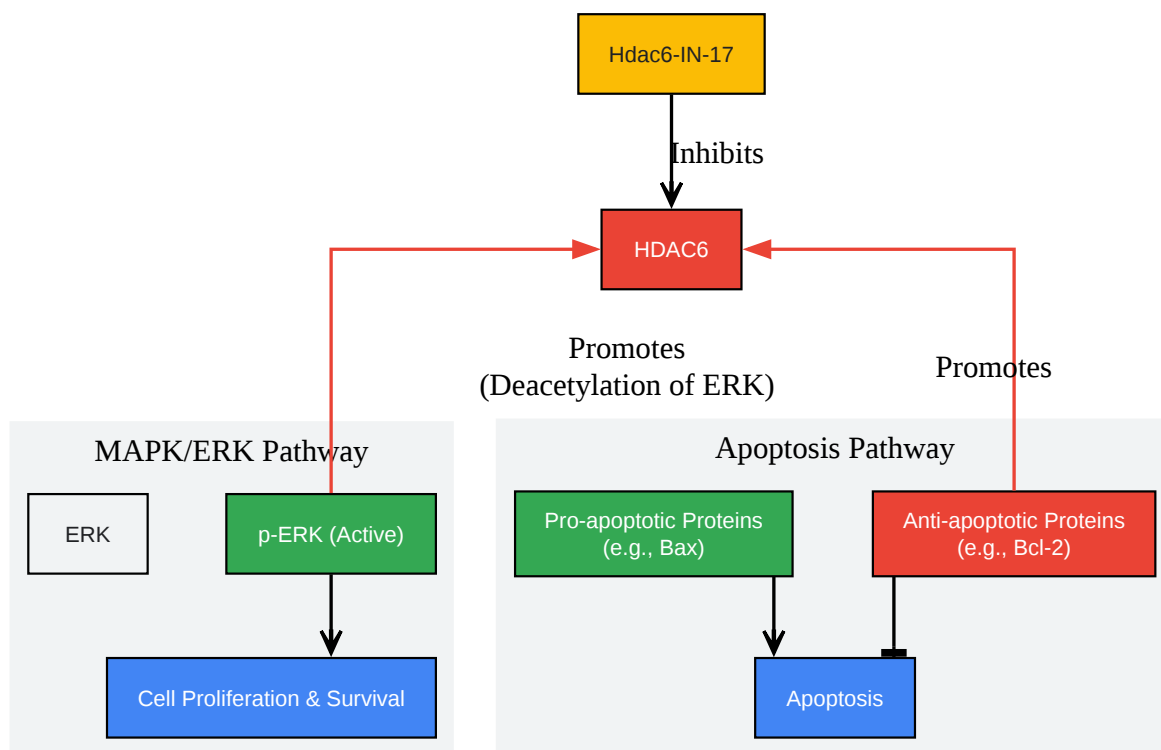 Hdac6-IN-17
Inhibits
HDAC6
Promotes
(Deacetylation of ERK)
Promotes
MAPK/ERK Pathway
ERK
p-ERK (Active)
Cell Proliferation & Survival
Apoptosis Pathway
Pro-apoptotic Proteins
(e.g., Bax)
Anti-apoptotic Proteins
(e.g., Bcl-2)
Apoptosis